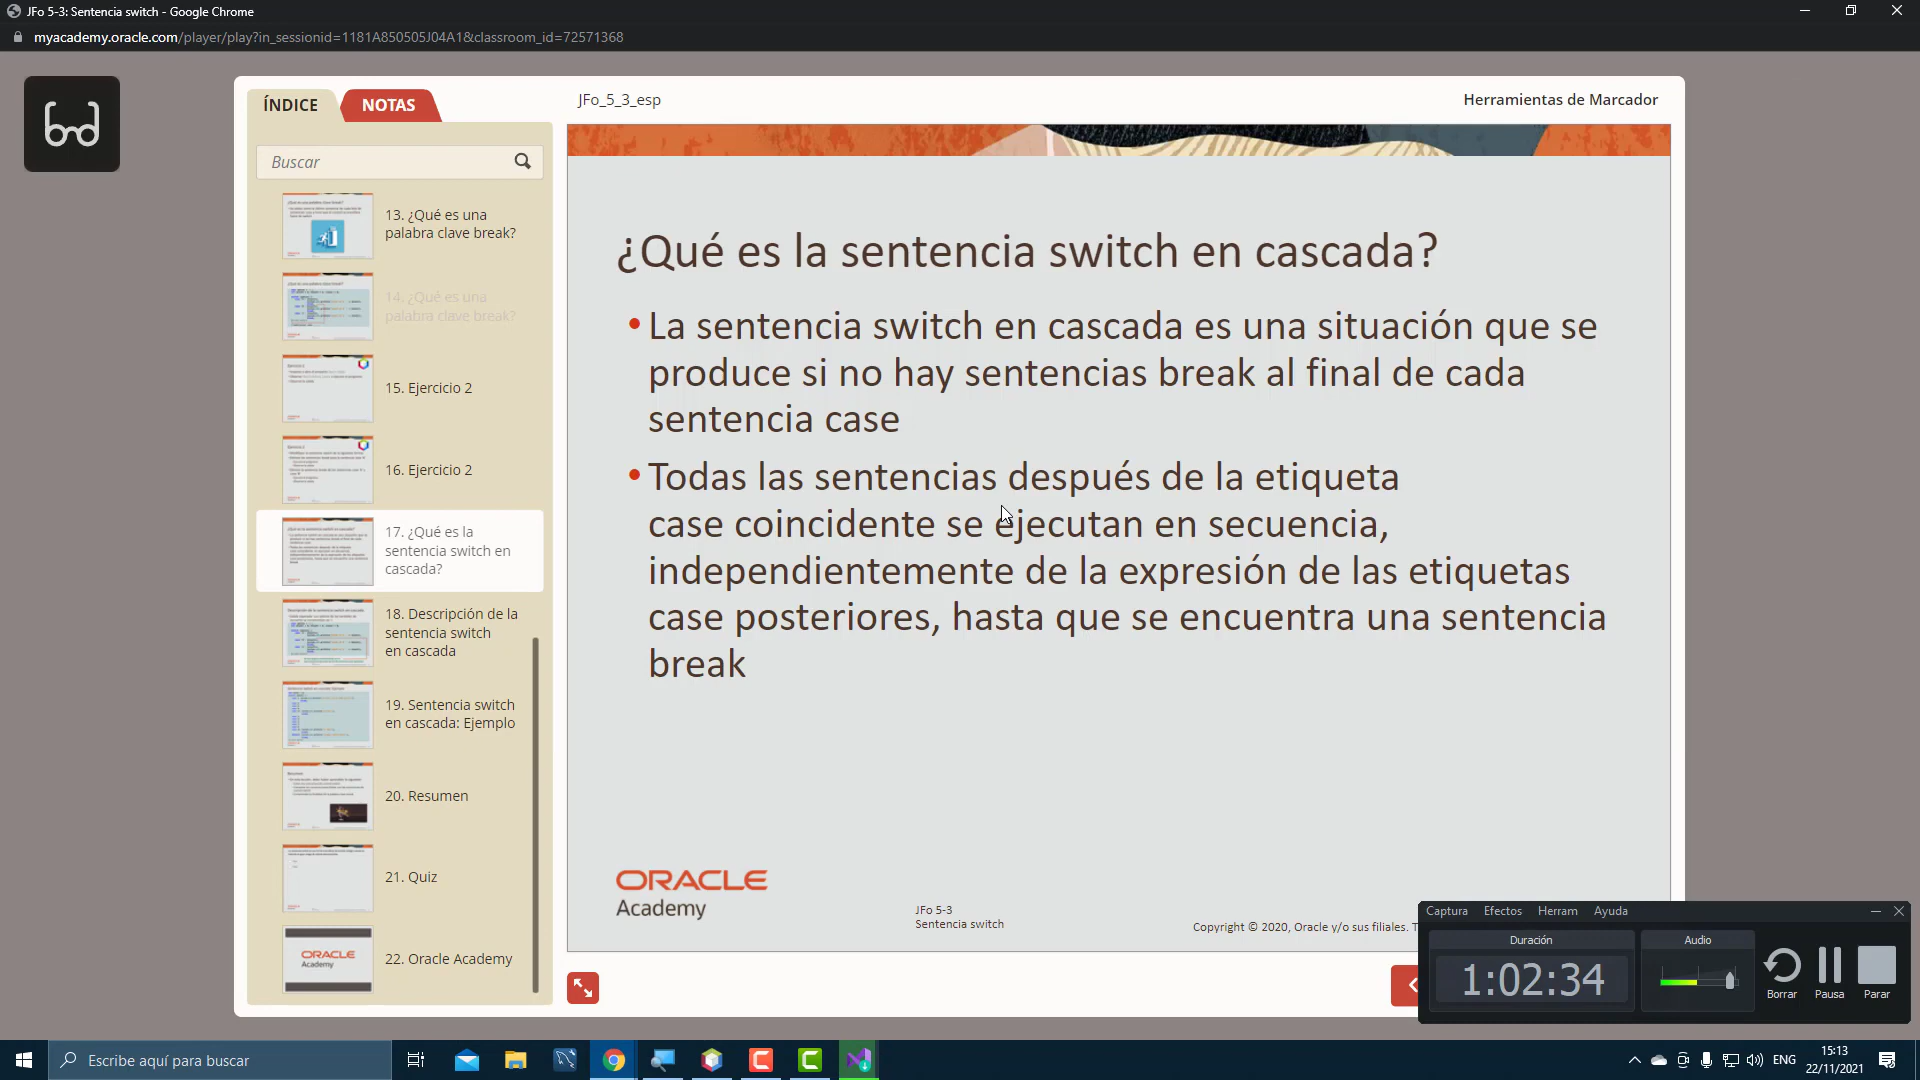 JFo 5-3: Sentencia switch - Google Chrome
myacademy.oracle.com/player/play?in_sessionid=1181A850505J04A1&classroom_id=72571368
ÍNDICE
NOTAS
JFo_5_3_esp
Herramientas de Marcador
Buscar
13. ¿Qué es una
palabra clave break?
14. ¿Qué es una
palabra clave break?
15. Ejercicio 2
16. Ejercicio 2
17. ¿Qué es la
sentencia switch en
cascada?
18. Descripción de la
sentencia switch
en cascada
19. Sentencia switch
en cascada: Ejemplo
20. Resumen
21. Quiz
ORACLE
Academy
22. Oracle Academy
¿Qué es la sentencia switch en cascada?
• La sentencia switch en cascada es una situación que se
produce si no hay sentencias break al final de cada
sentencia case
• Todas las sentencias después de la etiqueta
case coincidente se ejecutan en secuencia,
independientemente de la expresión de las etiquetas
case posteriores, hasta que se encuentra una sentencia
break
ORACLE
Academy
JFo 5-3
Sentencia switch
Copyright © 2020, Oracle y/o sus filiales. T
Captura
Efectos
Herram
Ayuda
Duración
Audio
1:02:34
Borrar
Pausa
Parar
Escribe aquí para buscar
ENG
15:13
22/11/2021